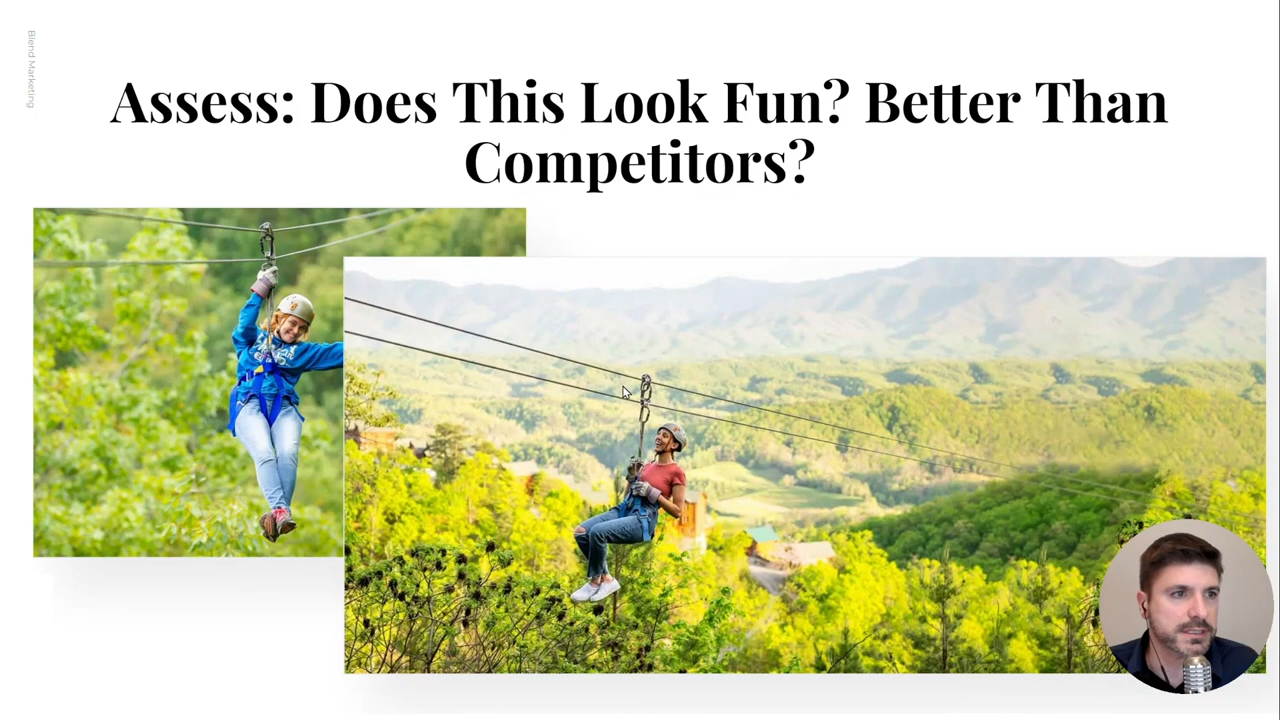 Blend Marketing
Assess: Does This Look Fun? Better Than
Competitors?